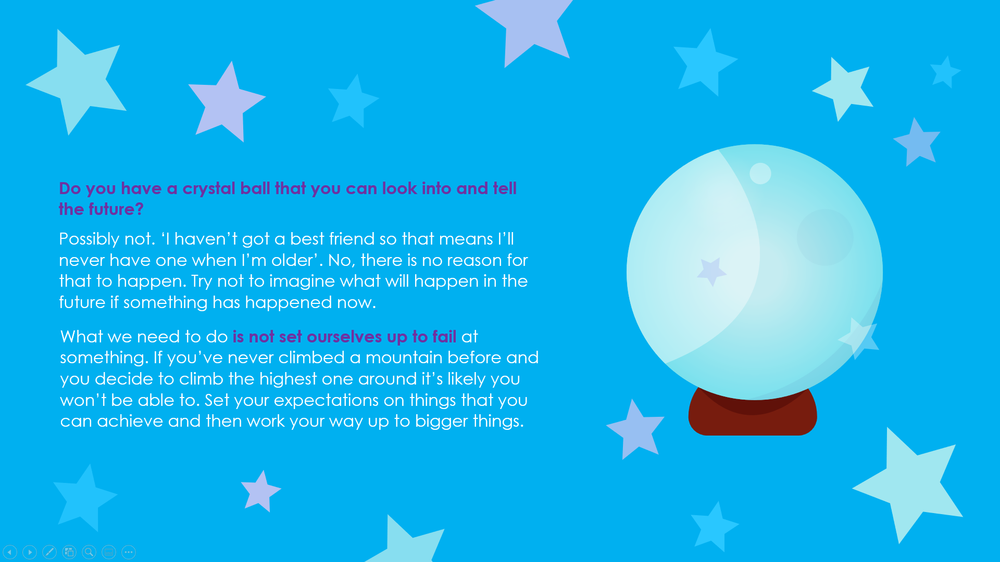 Do you have a crystal ball that you can look into and tell
the future?
Possibly not. ‘I haven’t got a best friend so that means I’ll
never have one when I’m older’. No, there is no reason for
that to happen. Try not to imagine what will happen in the
future if something has happened now.
What we need to do is not set ourselves up to fail at
something. If you’ve never climbed a mountain before and
you decide to climb the highest one around it’s likely you
won’t be able to. Set your expectations on things that you
can achieve and then work your way up to bigger things.